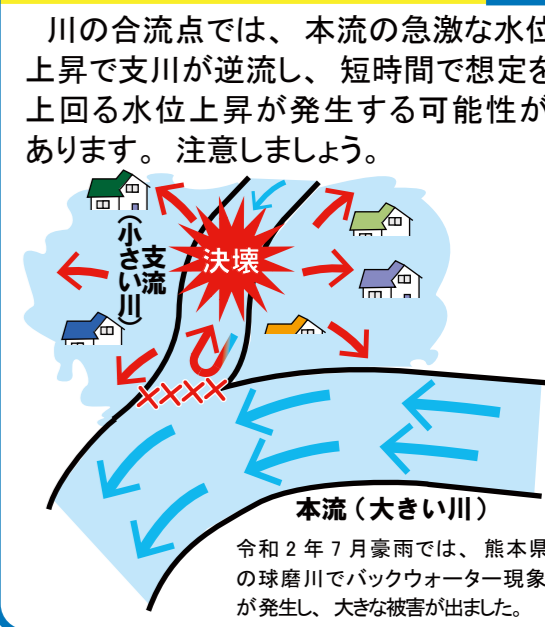 川の合流点では、本流の急激な水位
上昇で支川が逆流し、短時間で想定を
上回る水位上昇が発生する可能性が
あります。注意しましょう。
支流
(小さい川)
決壊
本流(大きい川)
令和2年7月豪雨では、熊本県
の球磨川でバックウォーター現象
が発生し、大きな被害が出ました。